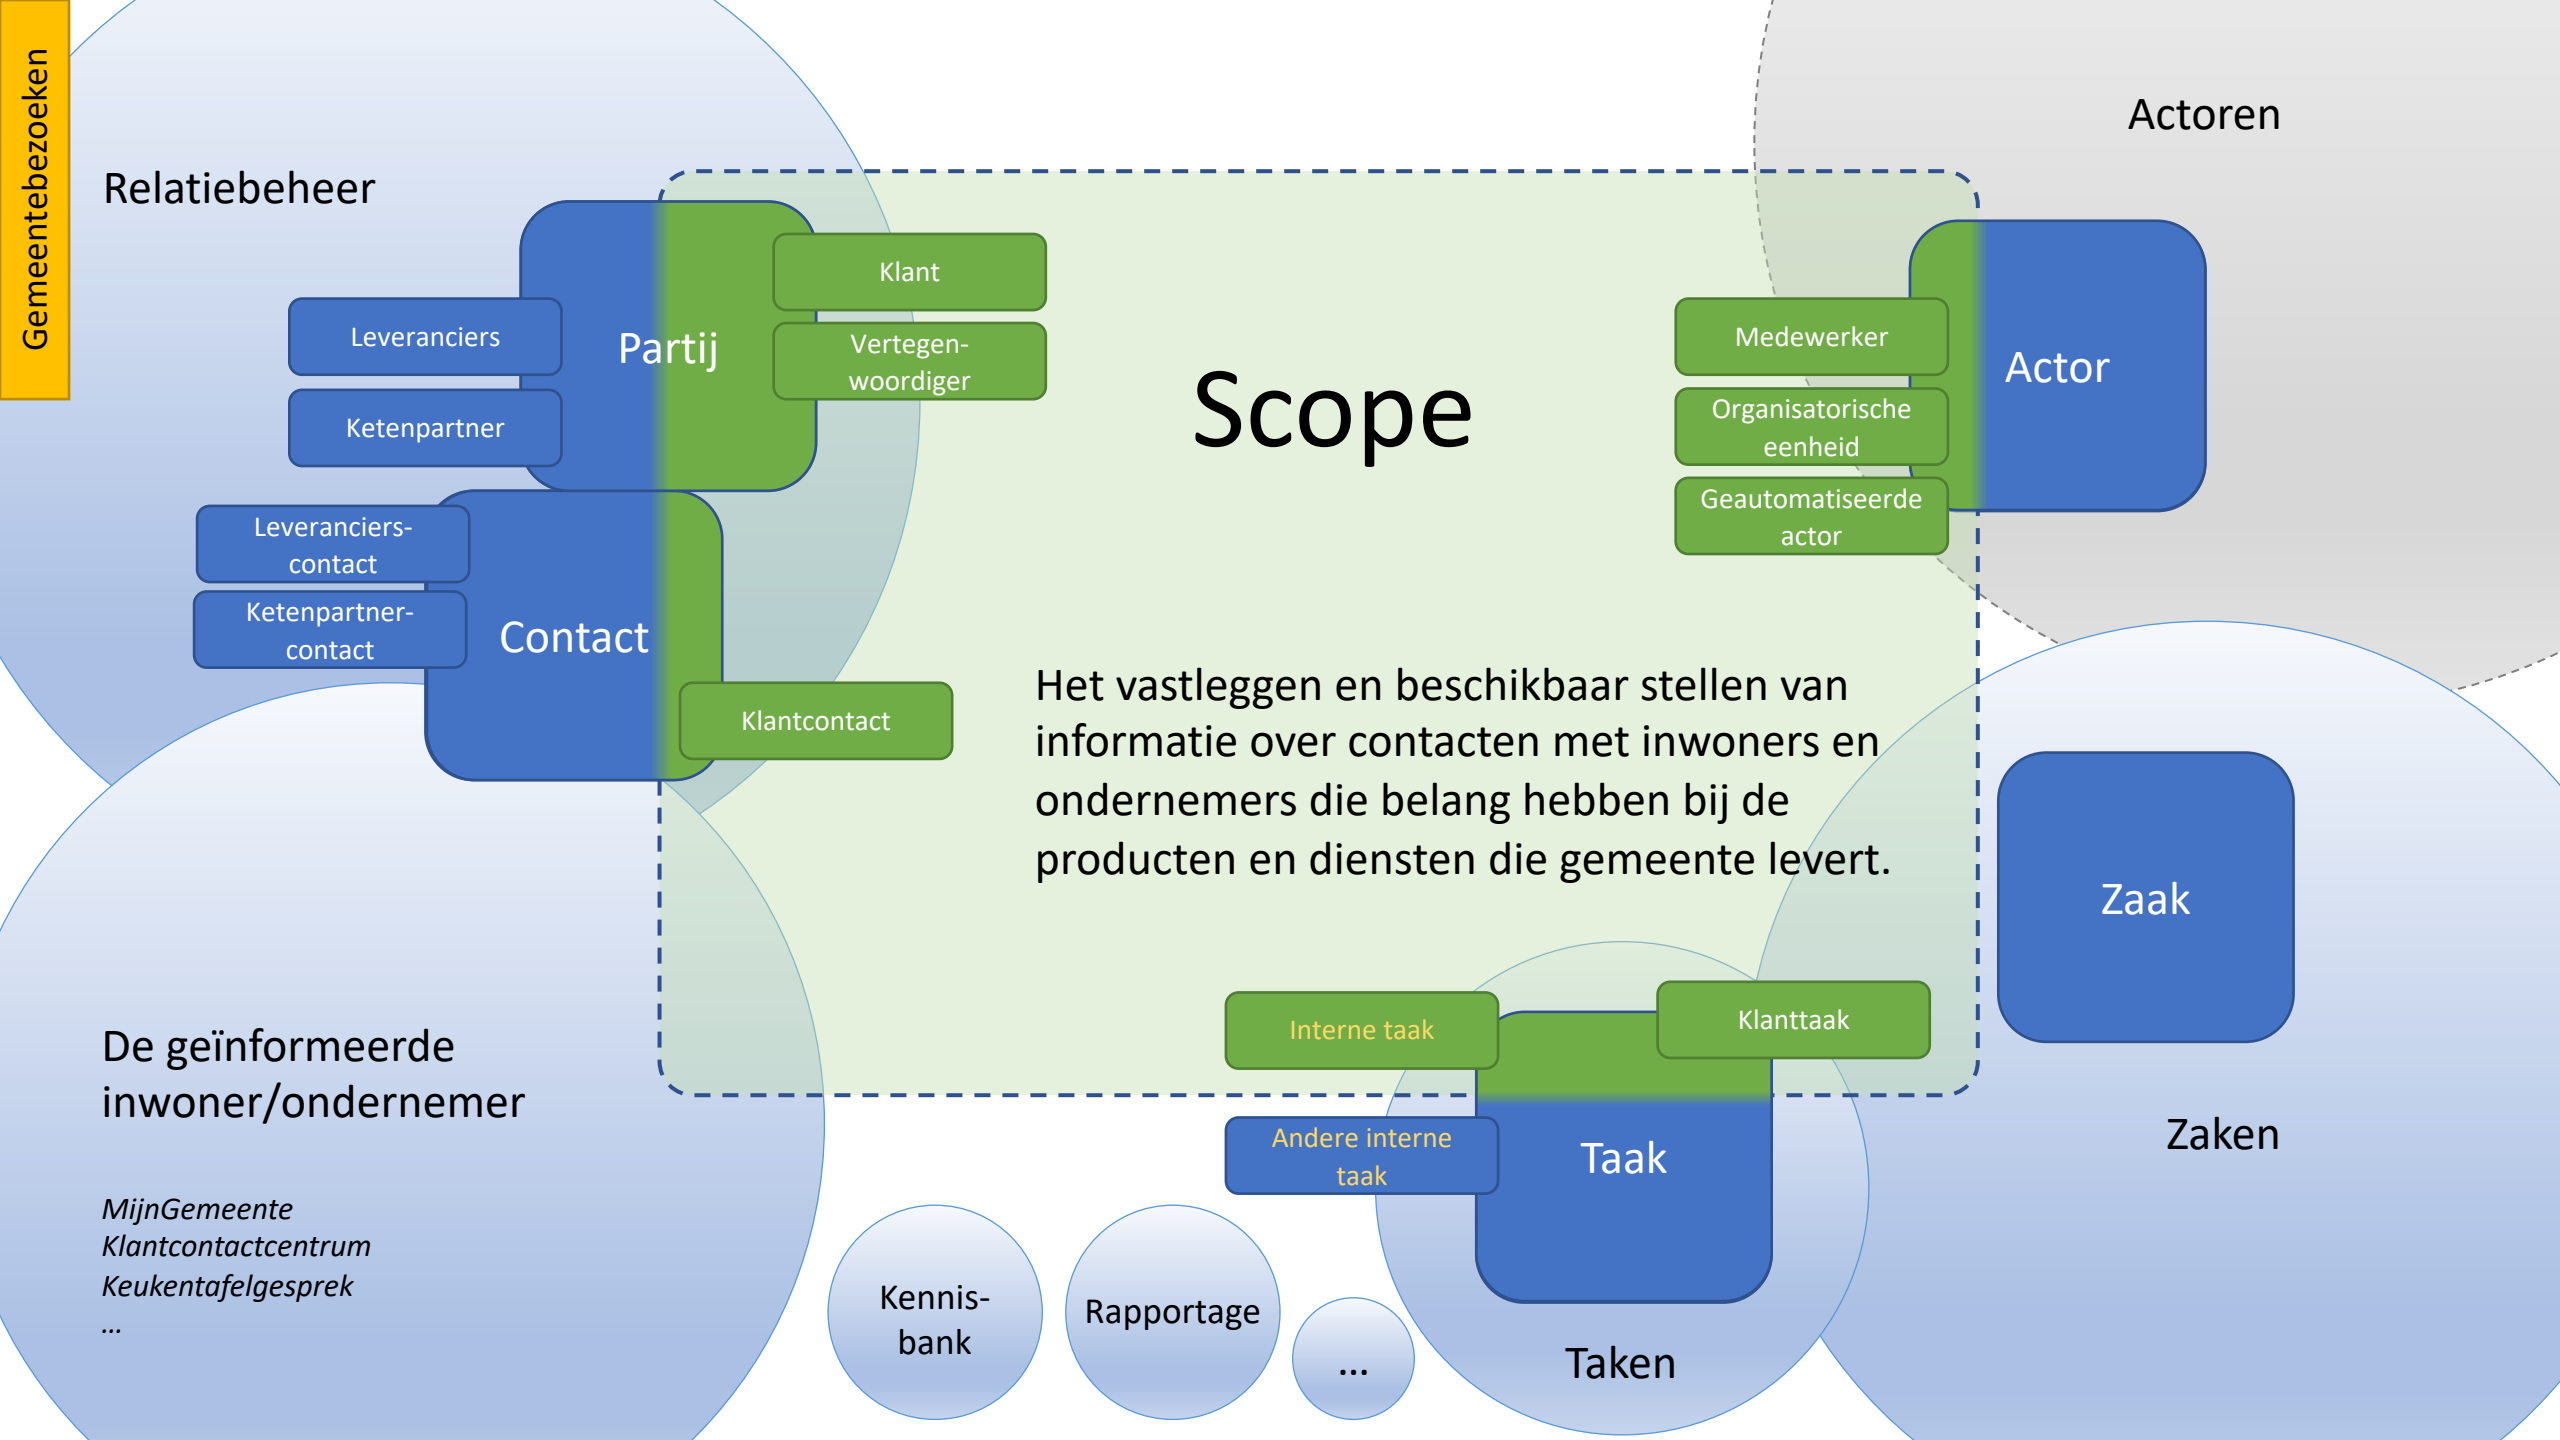 Gemeentebezoeken
Relatiebeheer
Actoren
Klant
Leveranciers
Partij
Vertegen-
woordiger
Ketenpartner
Scope
Medewerker
Actor
Organisatorische
eenheid
Geautomatiseerde
actor
Leveranciers-
contact
Ketenpartner-
contact
Contact
Klantcontact
Het vastleggen en beschikbaar stellen van
informatie over contacten met inwoners en
ondernemers die belang hebben bij de
producten en diensten die gemeente levert.
Zaak
Zaken
Interne taak
Klanttaak
Andere interne
taak
Taak
Taken
De geïnformeerde
inwoner/ondernemer
MijnGemeente
Klantcontactcentrum
Keukentafelgesprek
...
Kennis-
bank
Rapportage
...